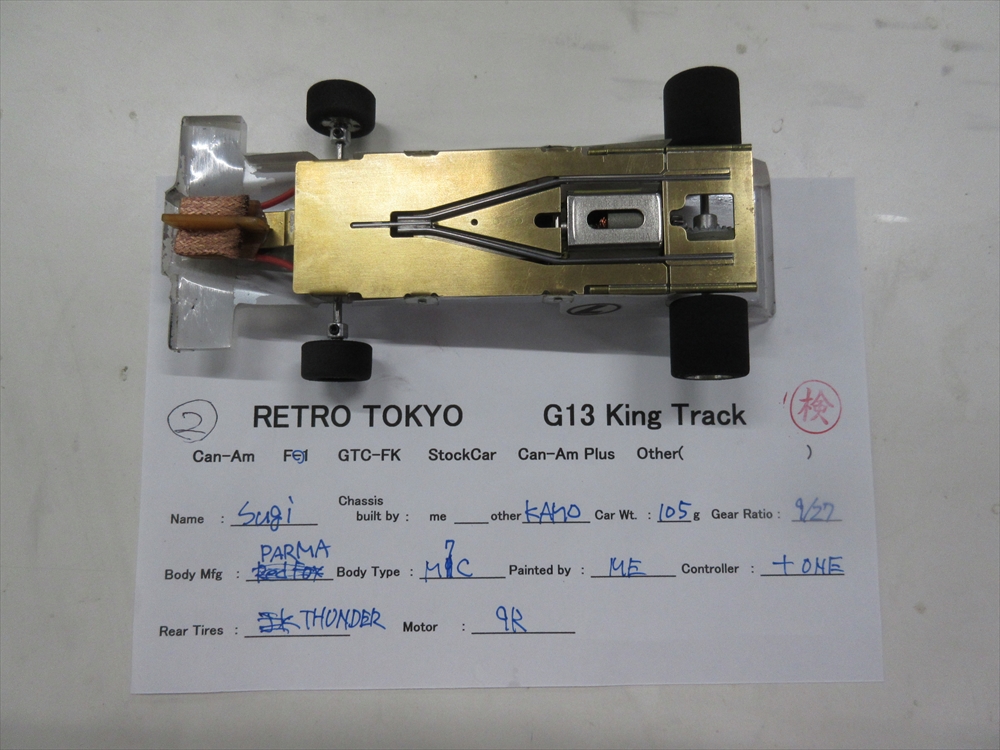 ② RETRO TOKYO G13 King Track 検
Can-Am F1 GTC-FK StockCar Can-Am Plus Other( )
Name : Sugi Chassis built by : me other KANO Car Wt. : 105 g Gear Ratio : 9/27
Body Mfg : PARMA Body Type : M7C Painted by : ME Controller : + ONE
Rear Tires : THUNDER Motor : 9R